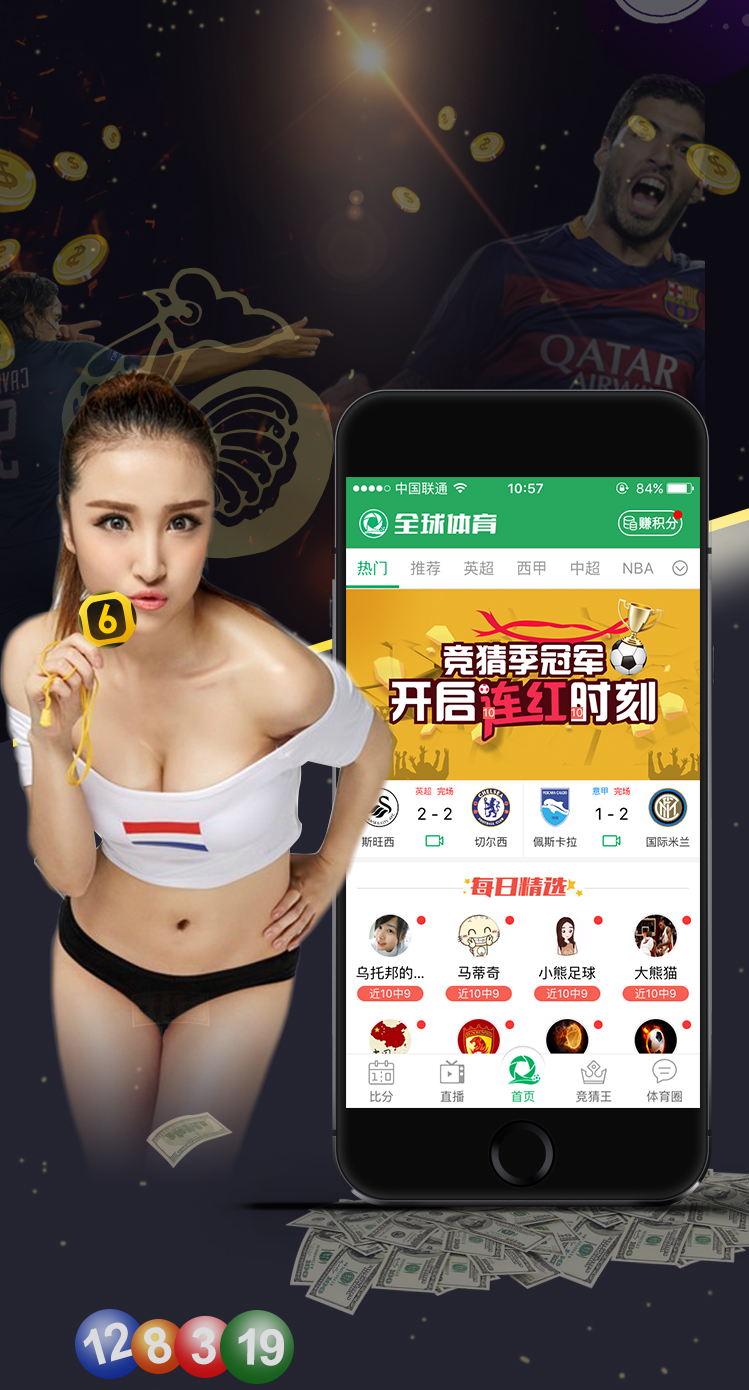 QATAR
AIRWAYS
CAVANI
6
中国联通 10:57 84%
全球体育 赚积分
热门 推荐 英超 西甲 中超 NBA
竞猜季冠军
开启连红时刻
10 10
英超 完场 意甲 完场
2 - 2 1 - 2
斯旺西 切尔西 佩斯卡拉 国际米兰
每日精选
乌托邦的... 马蒂奇 小熊足球 大熊猫
近10中9 近10中9 近10中9 近10中9
比分 直播 首页 竞猜王 体育圈
12 8 3 19